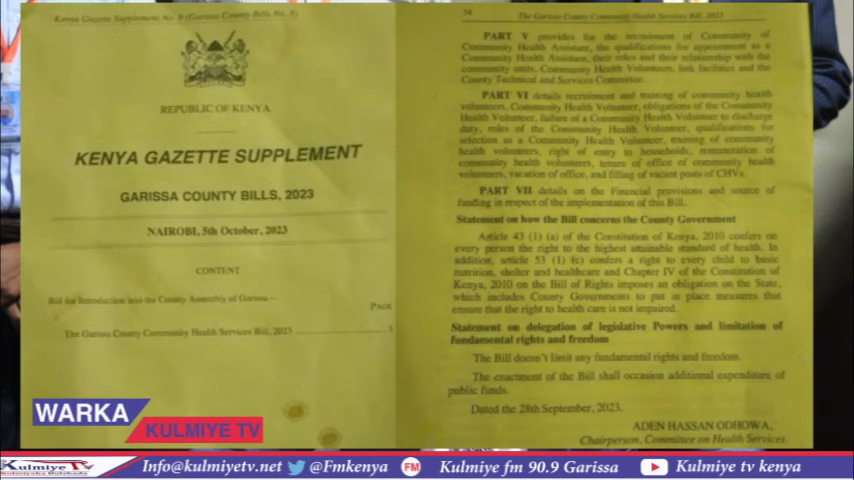 Kenya Gazette Supplement No. 9 (Garissa County Bills No. 8)
REPUBLIC OF KENYA
KENYA GAZETTE SUPPLEMENT
GARISSA COUNTY BILLS, 2023
NAIROBI, 5th October, 2023
CONTENT
Bill for Introduction into the County Assembly of Garissa—
PAGE
The Garissa County Community Health Services Bill, 2023 1
54 The Garissa County Community Health Services Bill, 2023
PART V provides for the recruitment of Community of
Community Health Assistant, the qualifications for appointment as a
Community Health Assistant, their roles and their relationship with the
community units, Community Health Volunteers, link facilities and the
County Technical and Services Committee.
PART VI details recruitment and training of community health
volunteers, Community Health Volunteer, obligations of the Community
Health Volunteer, failure of a Community Health Volunteer to discharge
duty, roles of the Community Health Volunteer, qualifications for
selection as a Community Health Volunteer, training of community
health volunteers, right of entry to households, remuneration of
community health volunteers, tenure of office of community health
volunteers, vacation of office, and filling of vacant posts of CHVs.
PART VII details on the Financial provisions and source of
funding in respect of the implementation of this Bill.
Statement on how the Bill concerns the County Government
Article 43 (1) (a) of the Constitution of Kenya, 2010 confers on
every person the right to the highest attainable standard of health. In
addition, article 53 (1) (c) confers a right to every child to basic
nutrition, shelter and healthcare and Chapter IV of the Constitution of
Kenya, 2010 on the Bill of Rights imposes an obligation on the State,
which includes County Governments to put in place measures that
ensure that the right to health care is not impaired.
Statement on delegation of legislative Powers and limitation of
fundamental rights and freedom
The Bill doesn't limit any fundamental rights and freedom.
The enactment of the Bill shall occasion additional expenditure of
public funds.
Dated the 28th September, 2023.
ADEN HASSAN ODHOWA,
Chairperson, Committee on Health Services.
WARKA
KULMIYE TV
Kulmiye TV
Info@kulmiyetv.net @Fmkenya FM Kulmiye fm 90.9 Garissa Kulmiye tv kenya